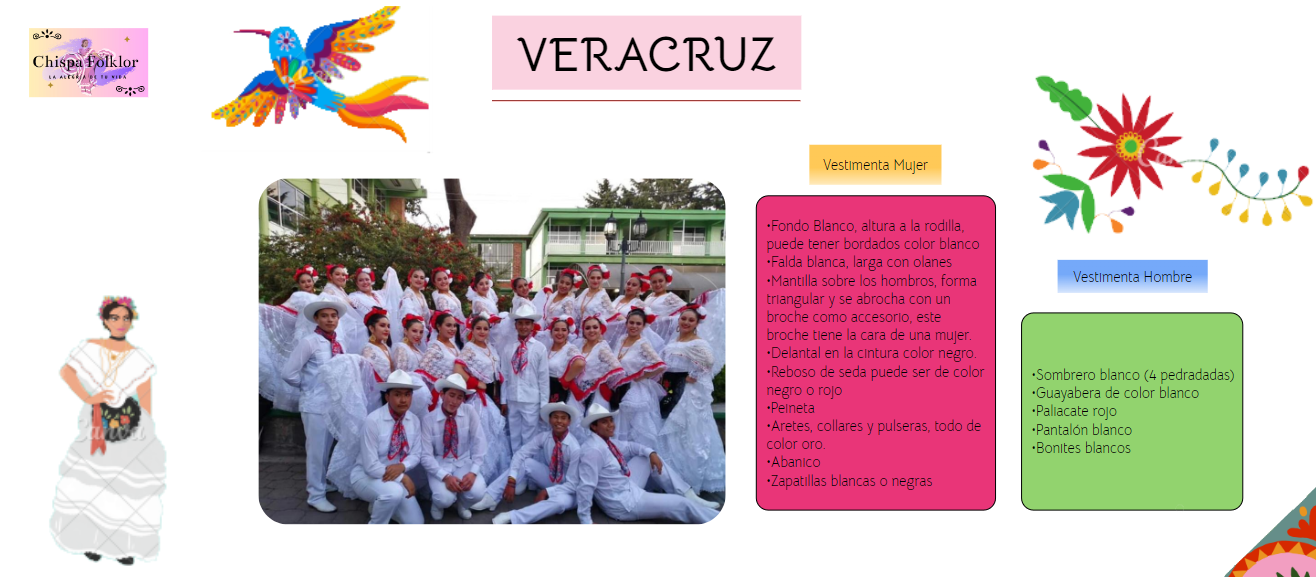 Chispa Folklor
LA ALEGRÍA DE TU VIDA
VERACRUZ
Vestimenta Mujer
•Fondo Blanco, altura a la rodilla,
puede tener bordados color blanco
•Falda blanca, larga con olanes
•Mantilla sobre los hombros, forma
triangular y se abrocha con un
broche como accesorio, este
broche tiene la cara de una mujer.
•Delantal en la cintura color negro.
•Reboso de seda puede ser de color
negro o rojo
•Peineta
•Aretes, collares y pulseras, todo de
color oro.
•Abanico
•Zapatillas blancas o negras
Vestimenta Hombre
•Sombrero blanco (4 pedradadas)
•Guayabera de color blanco
•Paliacate rojo
•Pantalón blanco
•Bonites blancos
Canva